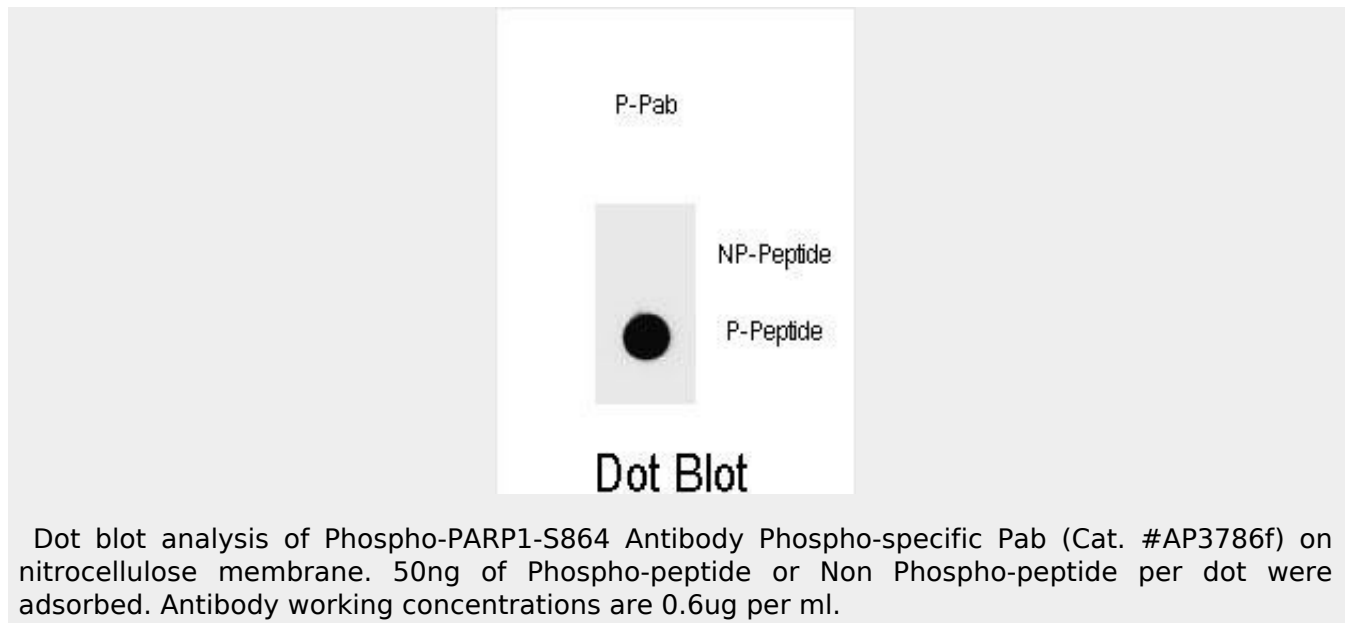 P-Pab
NP-Peptide
P-Peptide
Dot Blot
Dot blot analysis of Phospho-PARP1-S864 Antibody Phospho-specific Pab (Cat. #AP3786f) on
nitrocellulose membrane. 50ng of Phospho-peptide or Non Phospho-peptide per dot were
adsorbed. Antibody working concentrations are 0.6ug per ml.